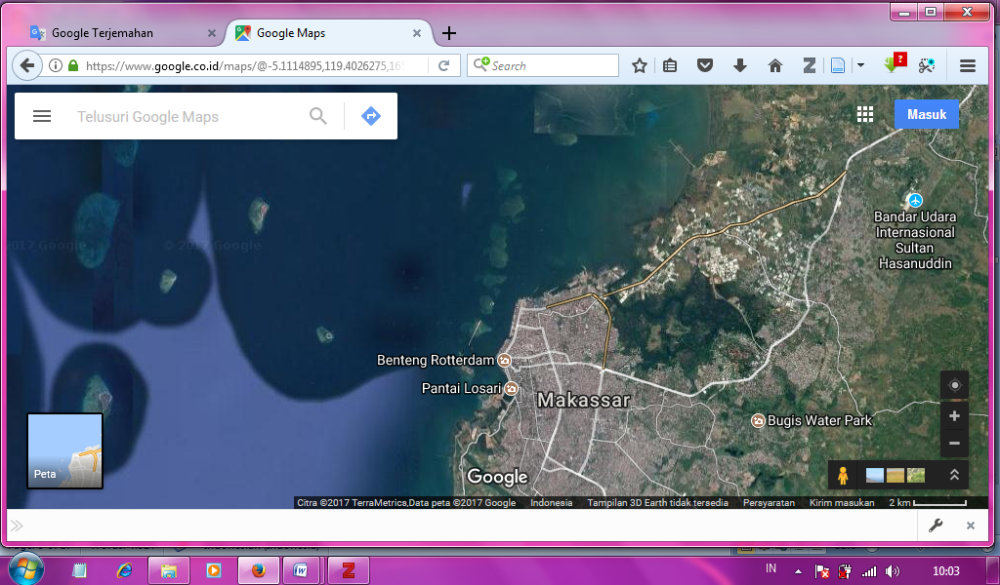 Google Terjemahan
Google Maps
https://www.google.co.id/maps/@-5.1114895,119.4026275,16
Search
Telusuri Google Maps
Masuk
2017 Google
© 2017 Google
Bandar Udara
Internasional
Sultan
Hasanuddin
Benteng Rotterdam
Pantai Losari
Makassar
Bugis Water Park
Peta
Google
Citra ©2017 TerraMetrics,Data peta ©2017 Google Indonesia Tampilan 3D Earth tidak tersedia Persyaratan Kirim masukan 2 km
IN
10:03